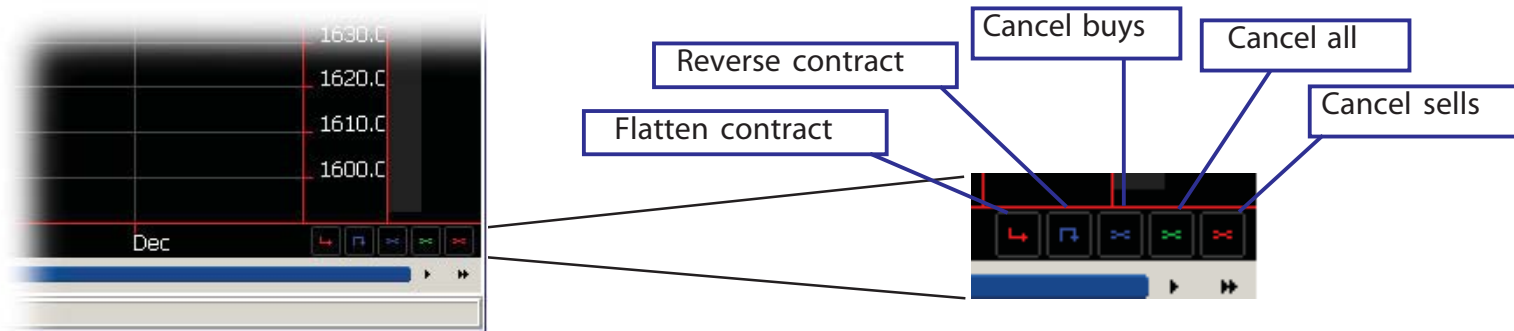 1630.0
1620.0
1610.0
1600.0
Dec
Cancel buys
Cancel all
Reverse contract
Cancel sells
Flatten contract